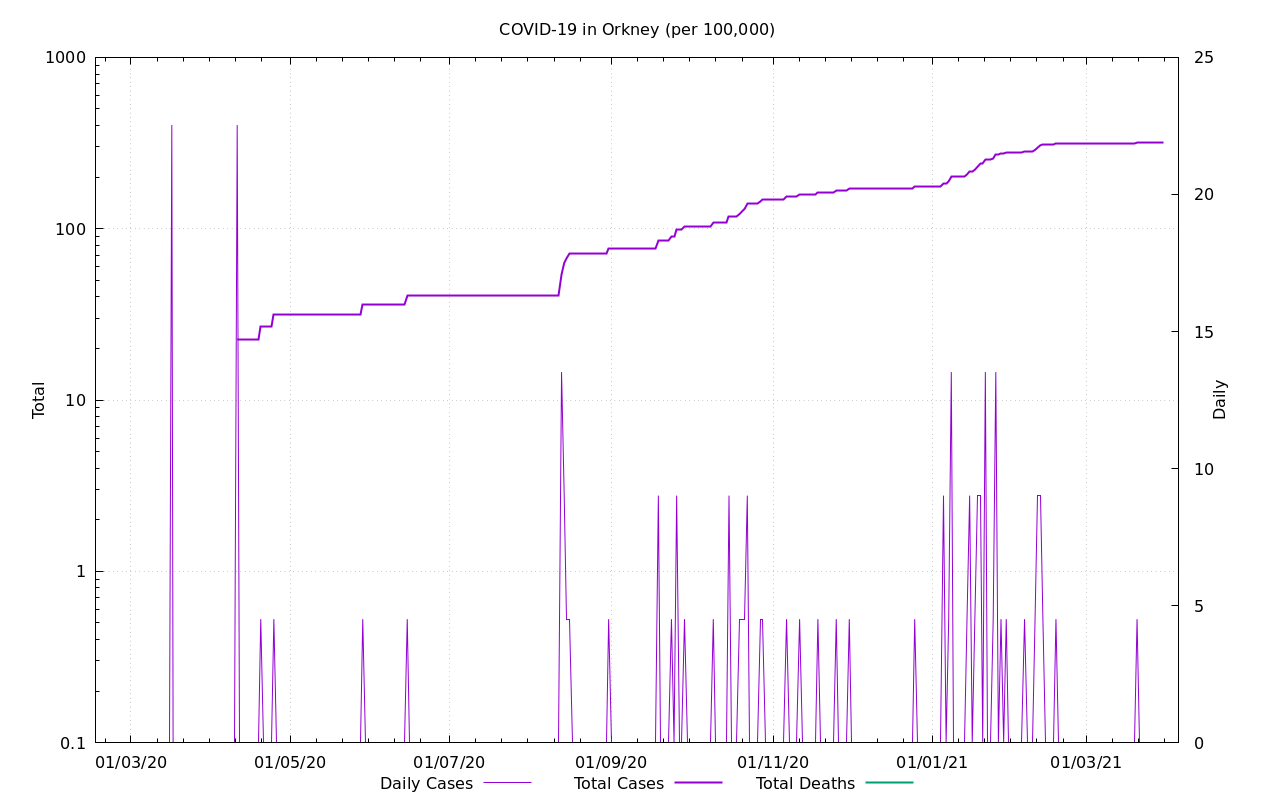 COVID-19 in Orkney (per 100,000)
1000
100
10
1
0.1
25
20
15
10
5
0
Total
Daily
01/03/20 01/05/20 01/07/20 01/09/20 01/11/20 01/01/21 01/03/21
Daily Cases Total Cases Total Deaths